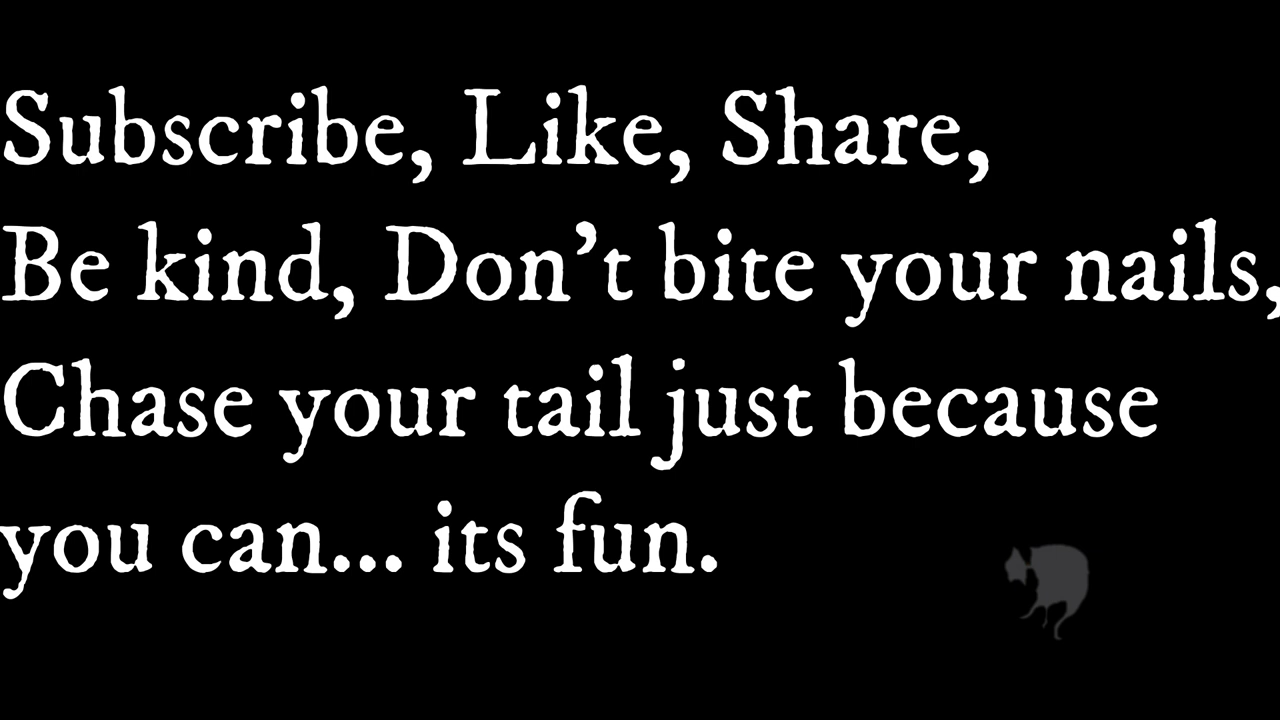 Subscribe, Like, Share,
Be kind, Don’t bite your nails,
Chase your tail just because
you can... its fun.